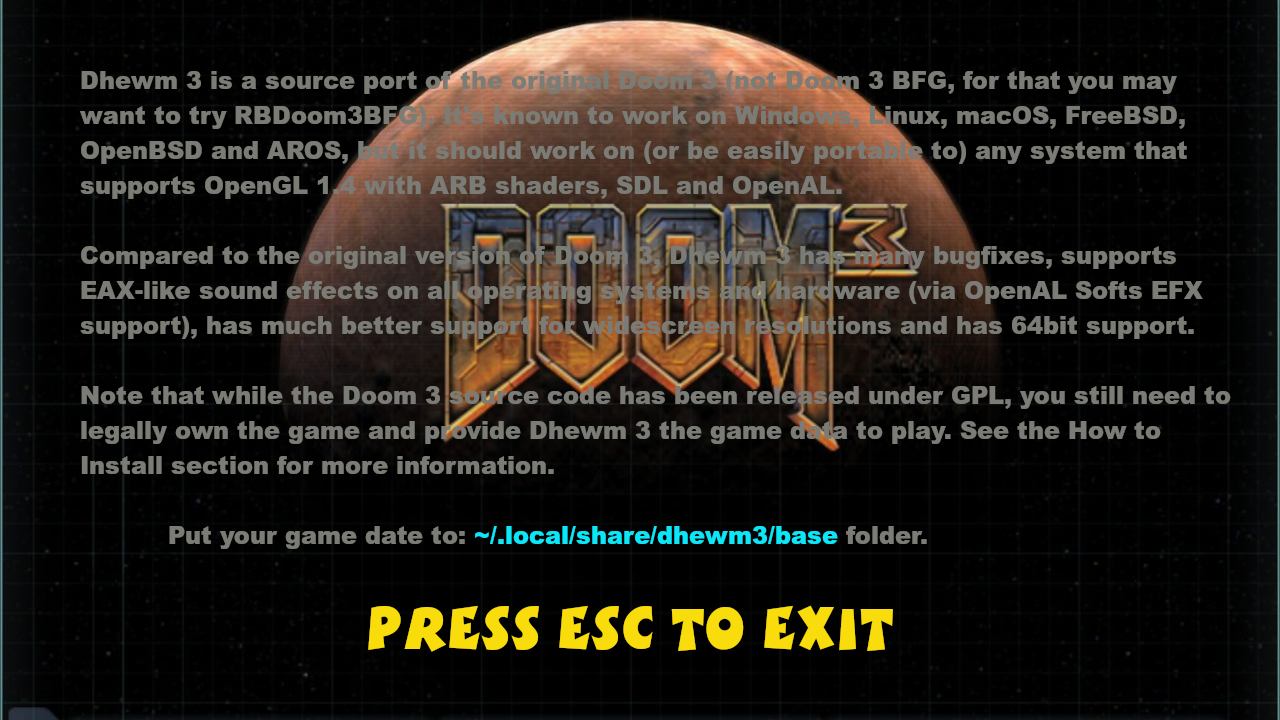 Dhewm 3 is a source port of the original Doom 3 (not Doom 3 BFG, for that you may
want to try RBDoom3BFG). It's known to work on Windows, Linux, macOS, FreeBSD,
OpenBSD and AROS, but it should work on (or be easily portable to) any system that
supports OpenGL 1.4 with ARB shaders, SDL and OpenAL.
DOOM 3
Compared to the original version of Doom 3, Dhewm 3 has many bugfixes, supports
EAX-like sound effects on all operating systems and hardware (via OpenAL Softs EFX
support), has much better support for widescreen resolutions and has 64bit support.
Note that while the Doom 3 source code has been released under GPL, you still need to
legally own the game and provide Dhewm 3 the game data to play. See the How to
Install section for more information.
Put your game date to: ~/.local/share/dhewm3/base folder.
PRESS ESC TO EXIT